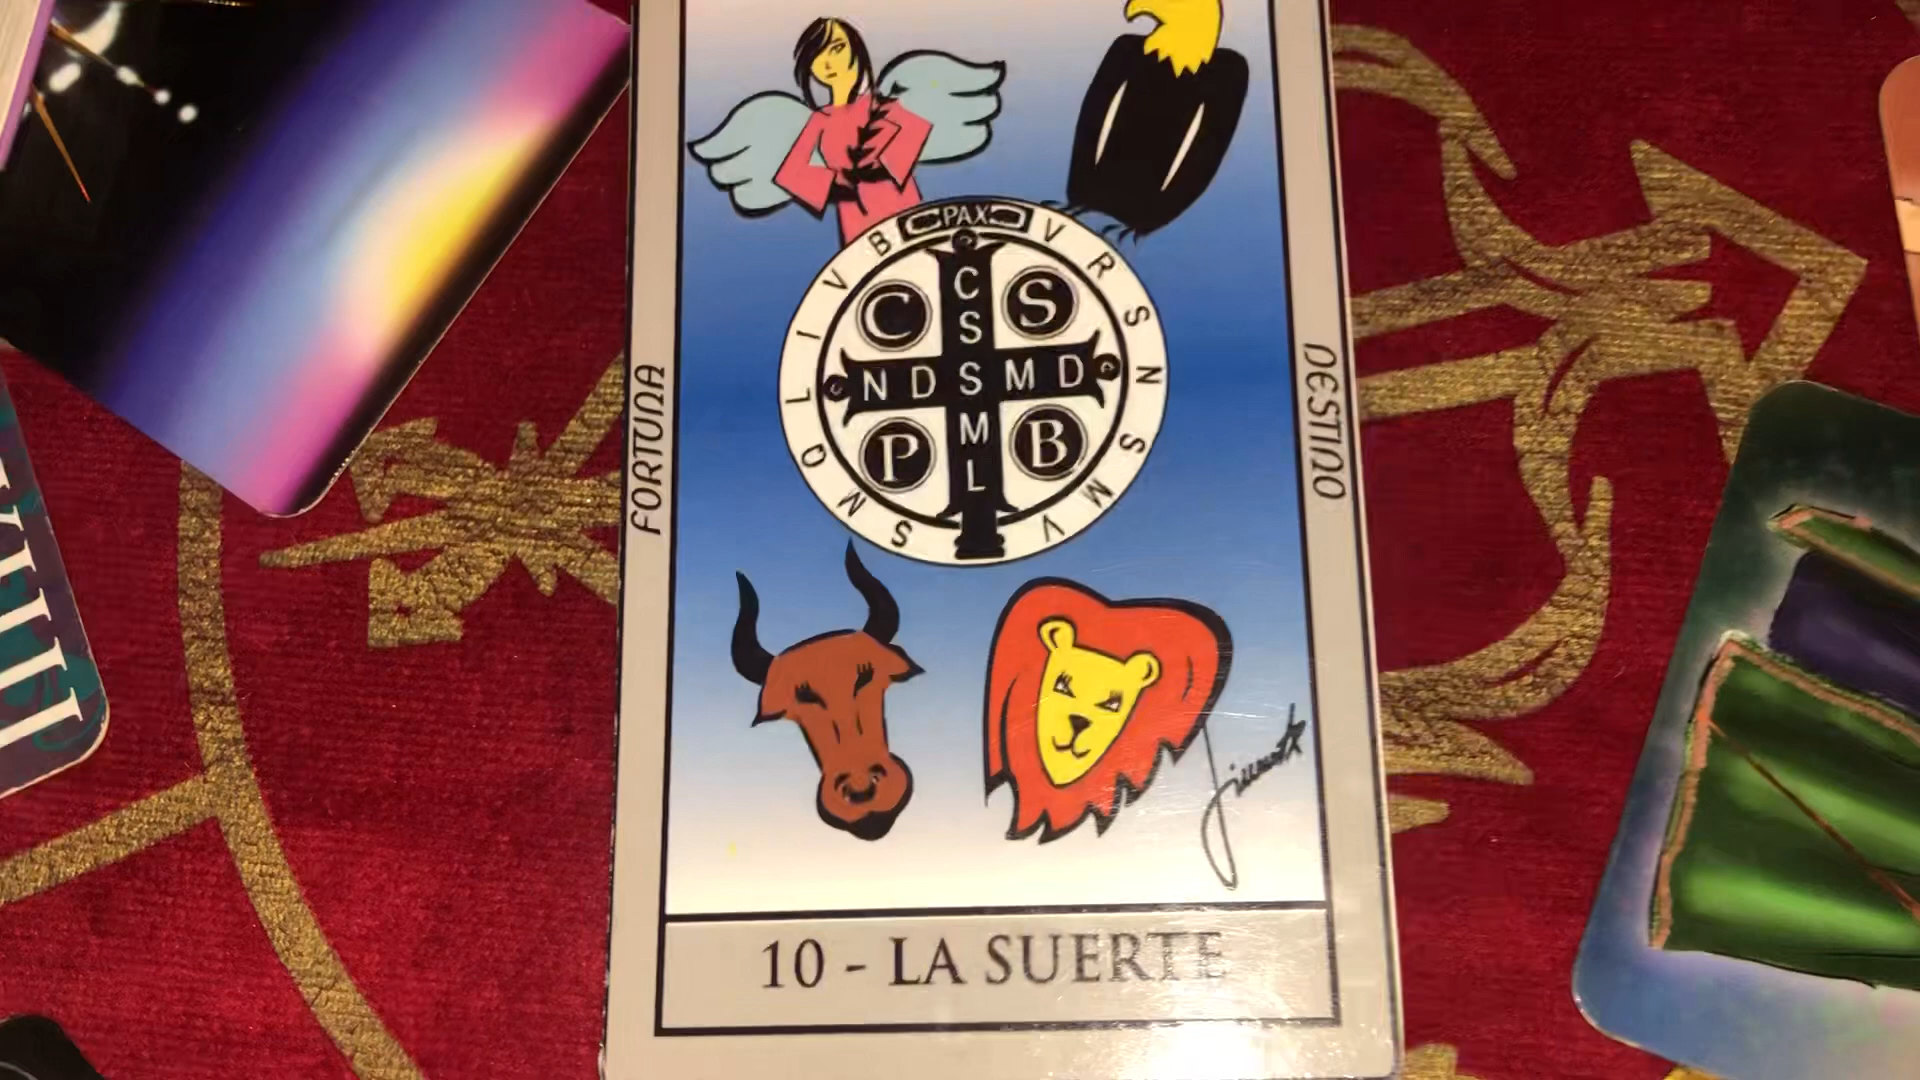 PAX
V R S N S M V
S M Q L I V B
C S
C
S
S
M
L
N D S M D
P B
FORTUNA
DESTINO
10 - LA SUERTE